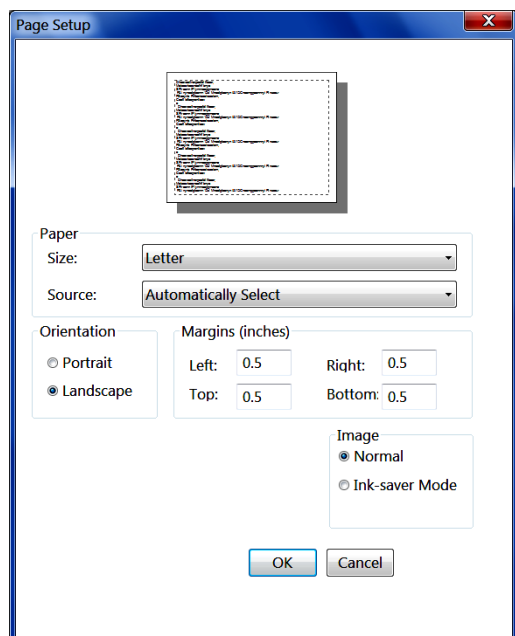 Page Setup
Paper
Size: Letter
Source: Automatically Select
Orientation
Portrait
Landscape
Margins (inches)
Left: 0.5 Right: 0.5
Top: 0.5 Bottom: 0.5
Image
Normal
Ink-saver Mode
OK Cancel